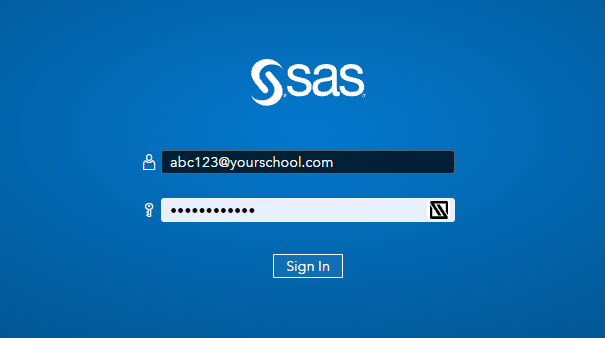 sas
abc123@yourschool.com
••••••••••••
Sign In